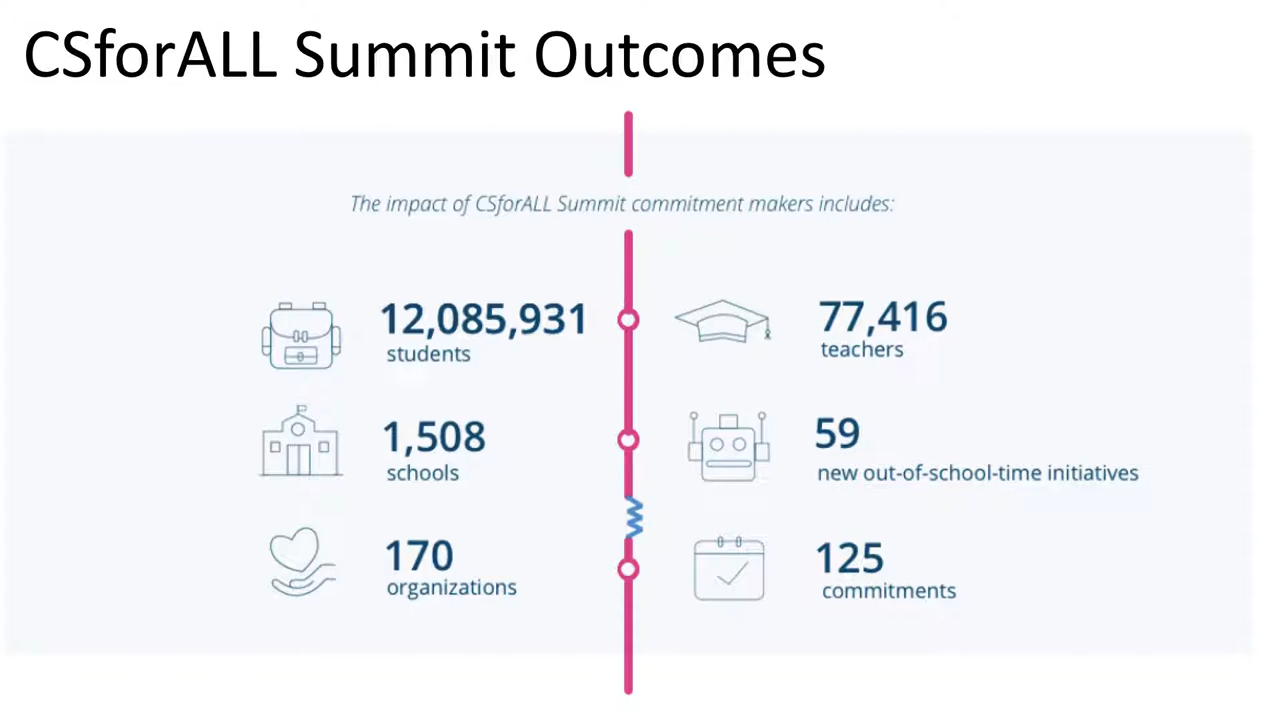 CSforALL Summit Outcomes
The impact of CSforALL Summit commitment makers includes:
12,085,931
students
77,416
teachers
1,508
schools
59
new out-of-school-time initiatives
170
organizations
125
commitments